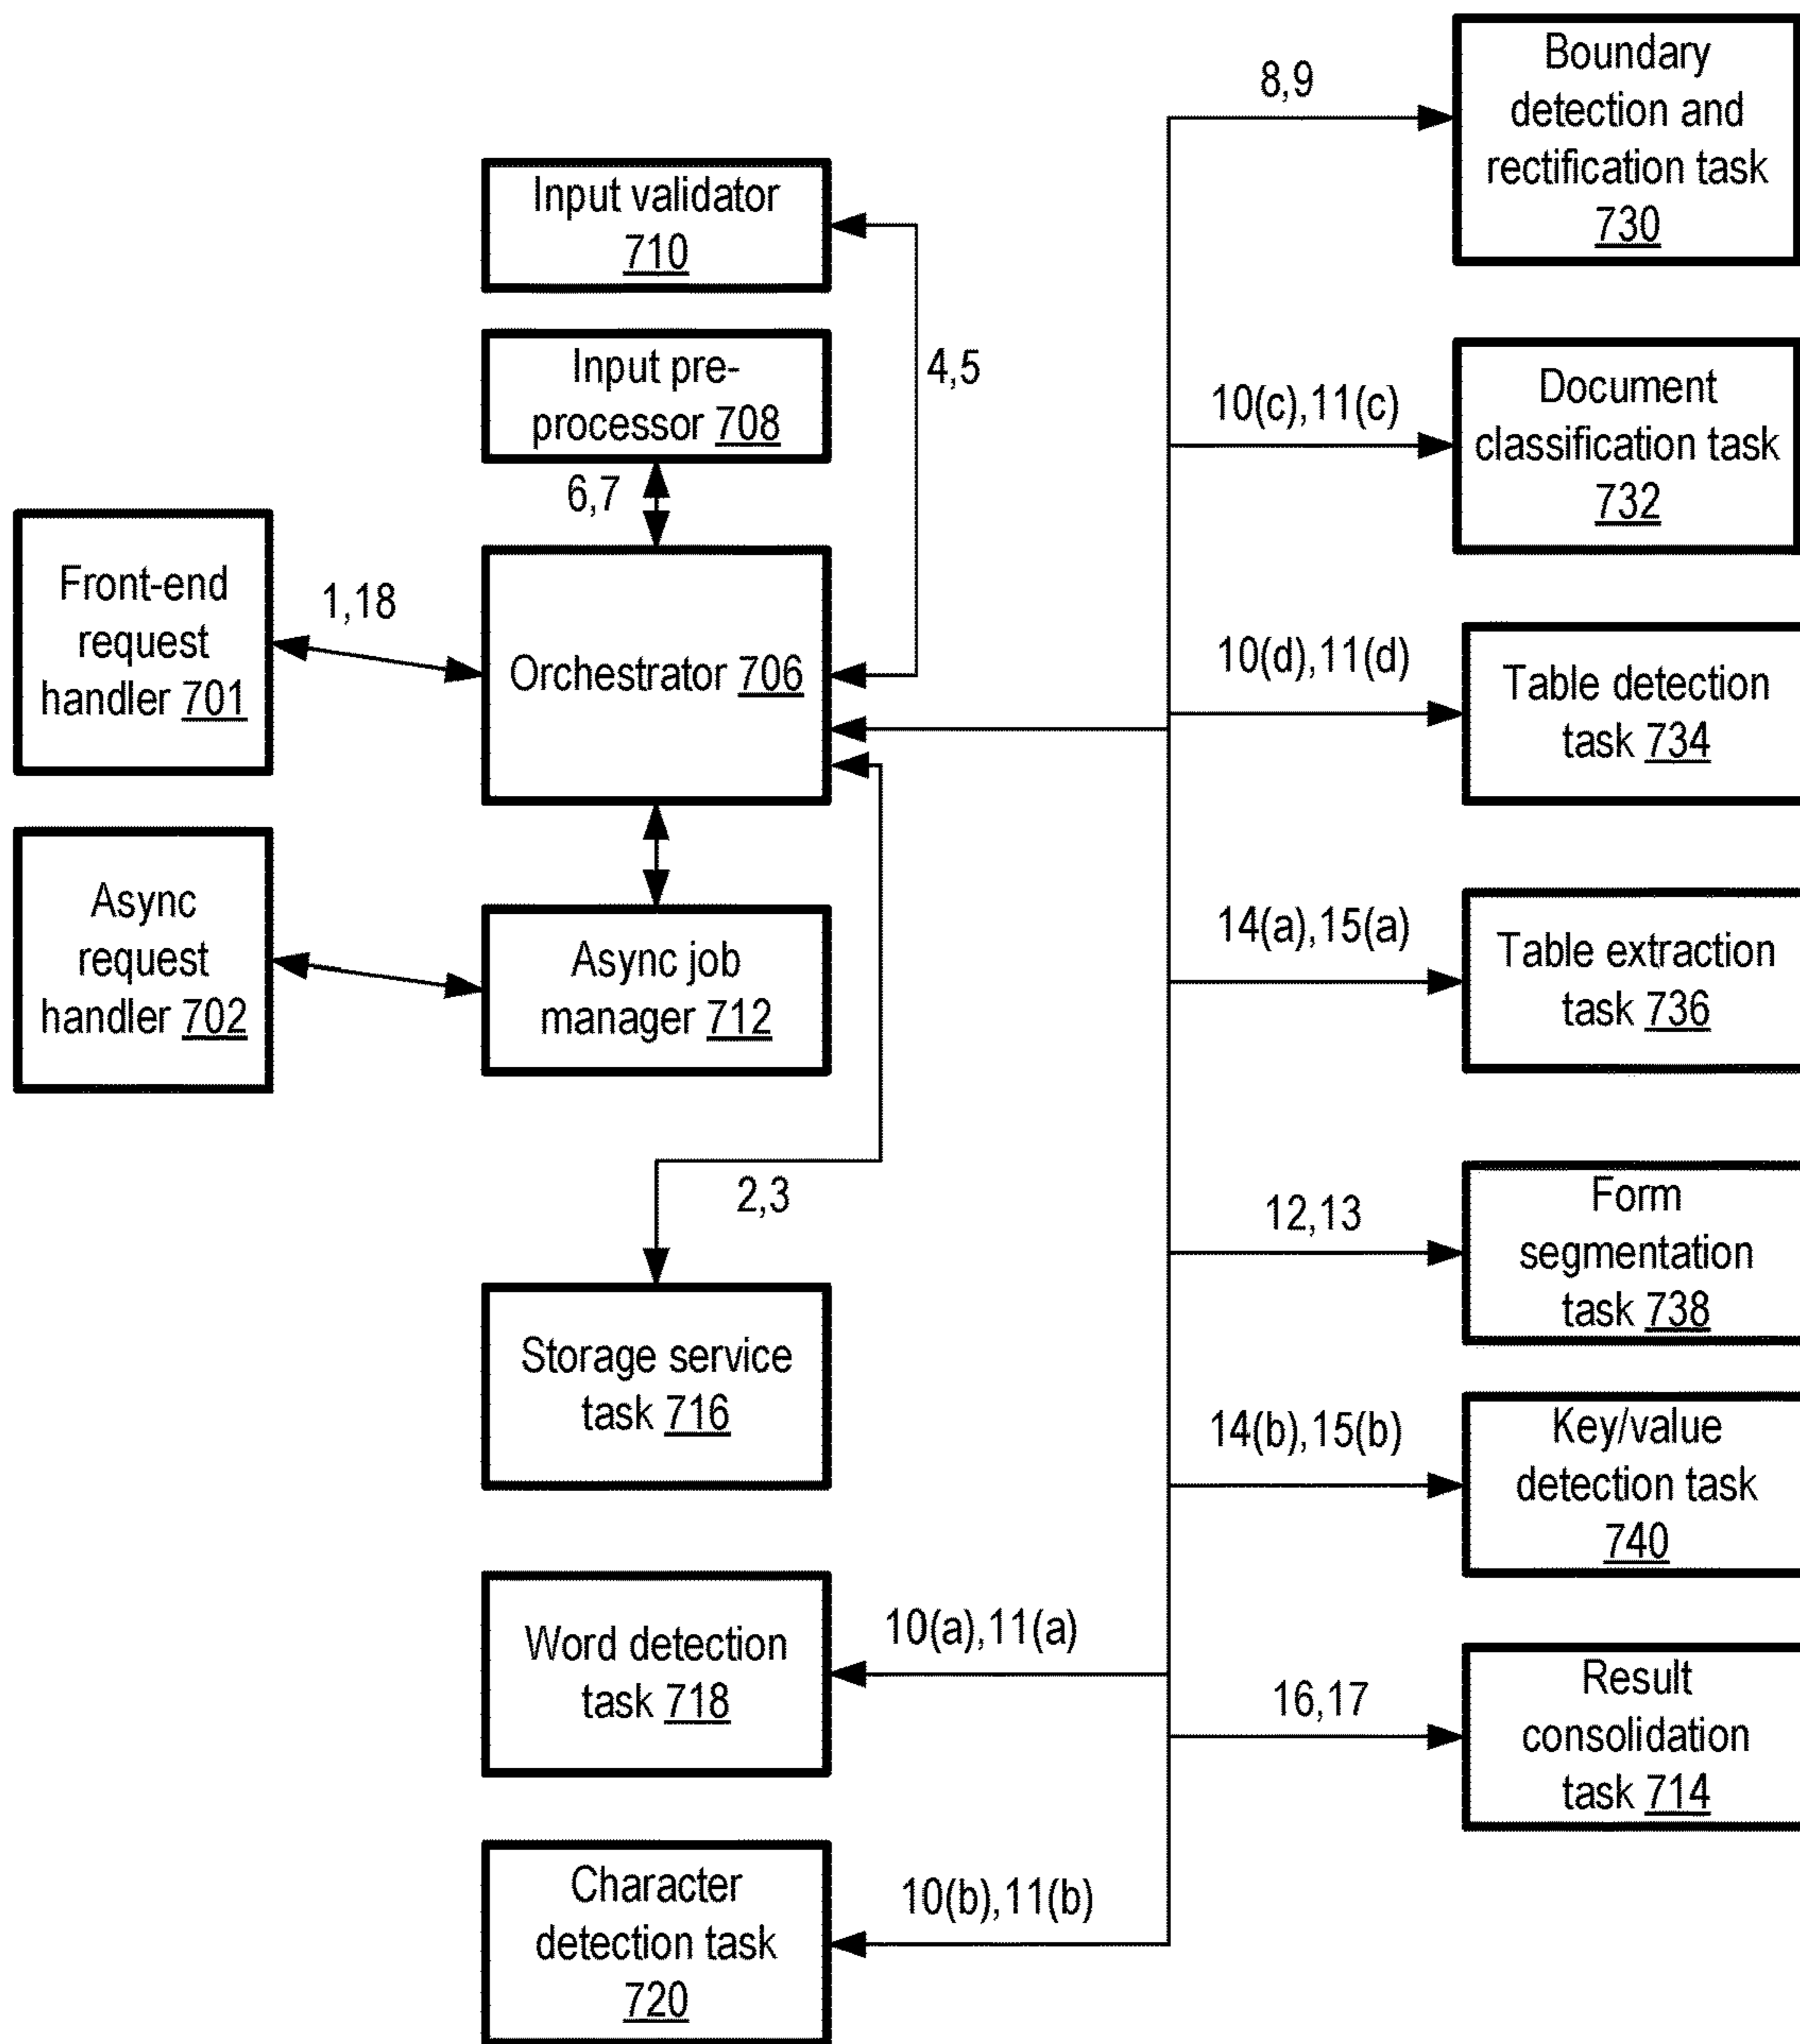 Boundary
detection and
rectification task
730
8,9
Input validator
710
4,5
Input pre-
processor 708
6,7
Document
classification task
732
10(c),11(c)
Front-end
request
handler 701
1,18
Orchestrator 706
Table detection
task 734
10(d),11(d)
Async
request
handler 702
Async job
manager 712
Table extraction
task 736
14(a),15(a)
2,3
Form
segmentation
task 738
12,13
Storage service
task 716
Key/value
detection task
740
14(b),15(b)
Word detection
task 718
10(a),11(a)
Result
consolidation
task 714
16,17
Character
detection task
720
10(b),11(b)